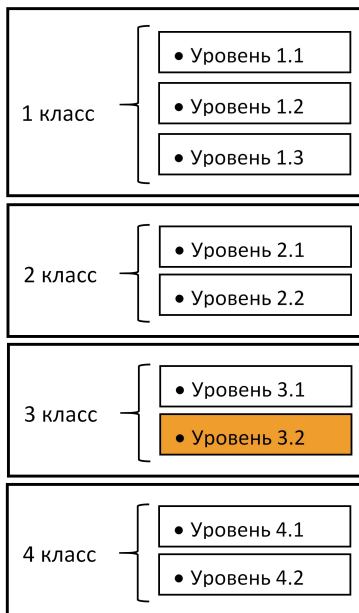 1 класс
• Уровень 1.1
• Уровень 1.2
• Уровень 1.3
2 класс
• Уровень 2.1
• Уровень 2.2
3 класс
• Уровень 3.1
• Уровень 3.2
4 класс
• Уровень 4.1
• Уровень 4.2